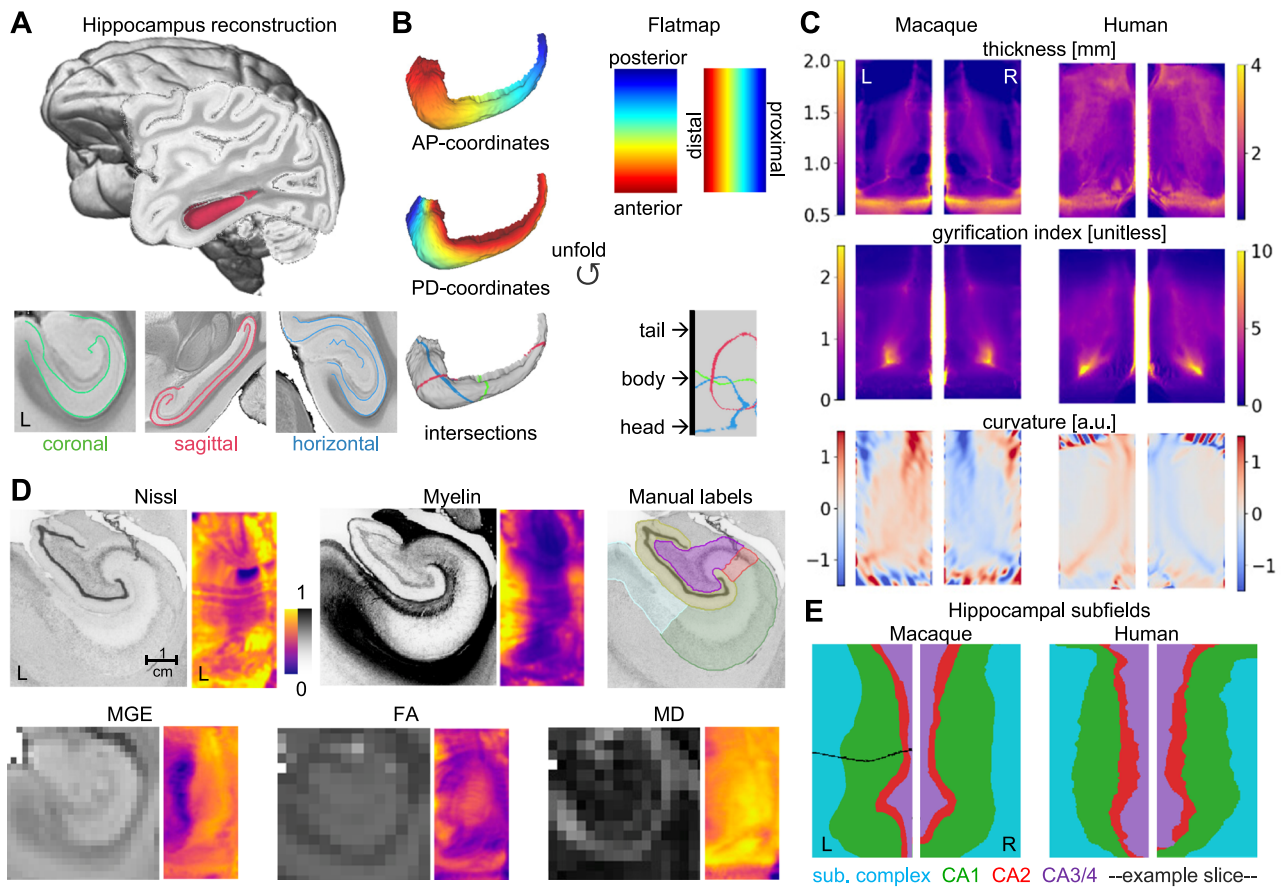 A
Hippocampus reconstruction
L
coronal
sagittal
horizontal
B
Flatmap
AP-coordinates
PD-coordinates
unfold
intersections
posterior
anterior
distal
proximal
tail
body
head
C
Macaque
Human
thickness [mm]
L
R
2.0
1.5
1.0
0.5
4
2
0
gyrification index [unitless]
2
1
0
10
5
0
curvature [a.u.]
1
0
−1
1
0
−1
D
Nissl
Myelin
Manual labels
1
cm
L
L
1
0
MGE
FA
MD
E
Hippocampal subfields
Macaque
Human
L
R
sub. complex CA1 CA2 CA3/4 --example slice--